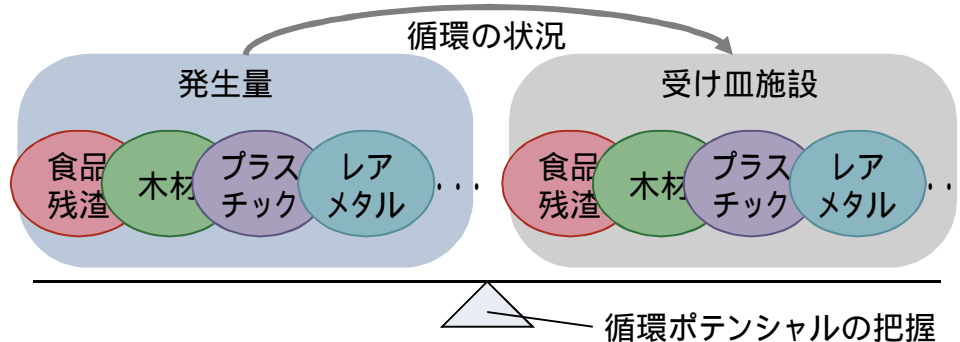 循環の状況
発生量
受け皿施設
食品
残渣
木材
プラス
チック
レア
メタル
・・・
食品
残渣
木材
プラス
チック
レア
メタル
・・
循環ポテンシャルの把握